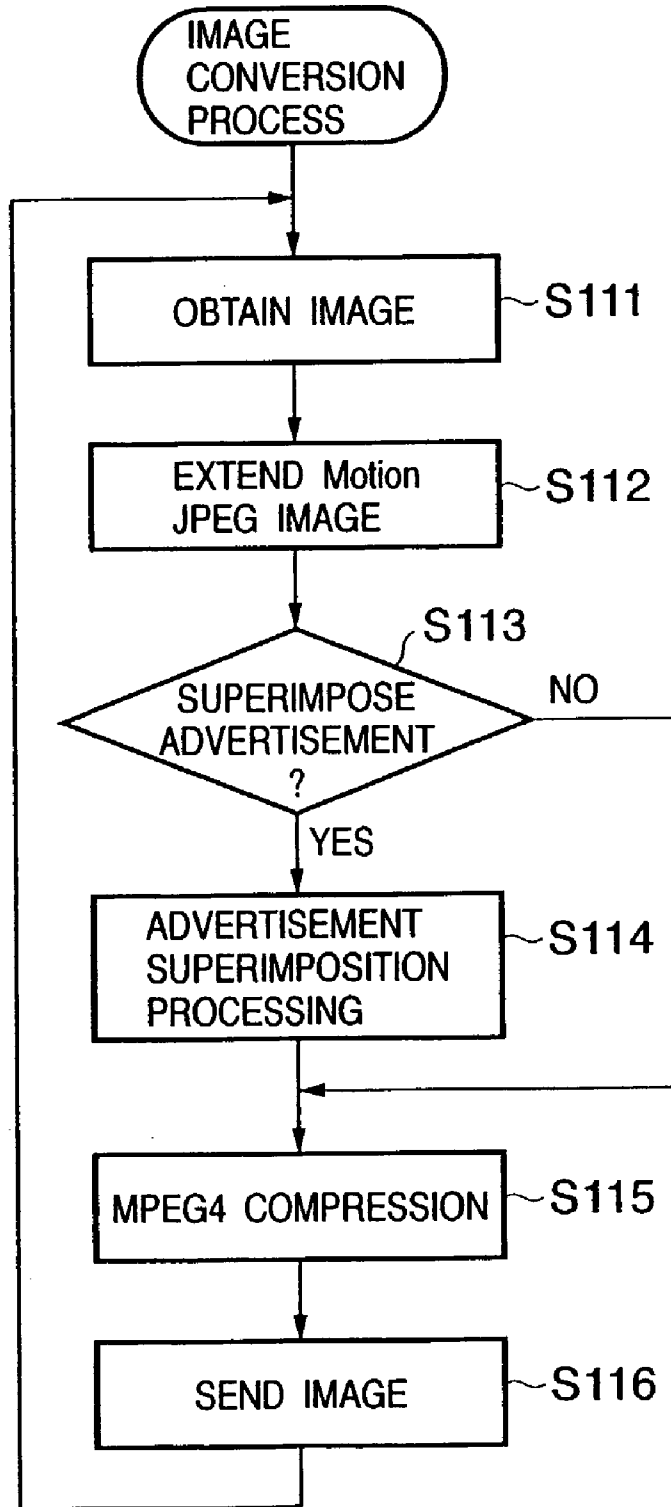 IMAGE
CONVERSION
PROCESS
OBTAIN IMAGE
S111
EXTEND Motion
JPEG IMAGE
S112
S113
SUPERIMPOSE
ADVERTISEMENT
?
NO
YES
ADVERTISEMENT
SUPERIMPOSITION
PROCESSING
S114
MPEG4 COMPRESSION
S115
SEND IMAGE
S116